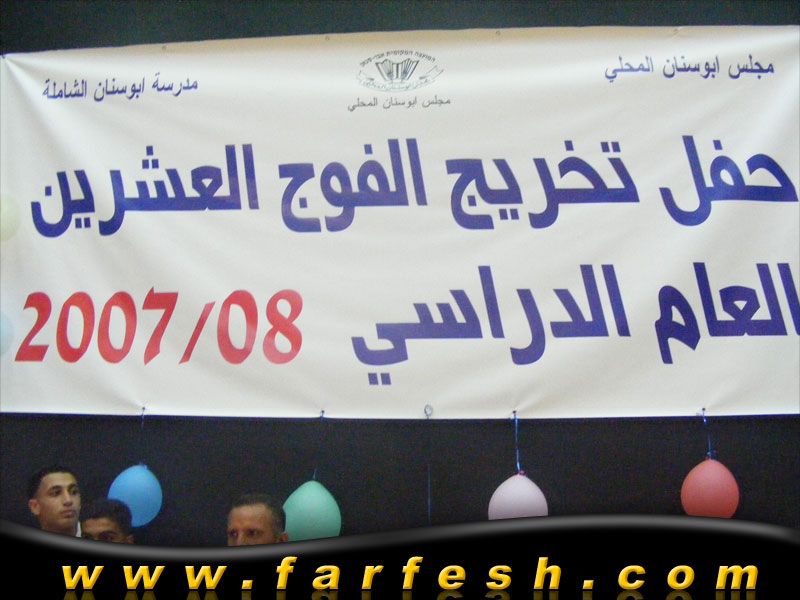 مجلس ابوسنان المحلي
مجلس ابوسنان المحلي
مدرسة ابوسنان الشاملة
حفل تخريج الفوج العشرين
العام الدراسي 2007/08
www.farfesh.com